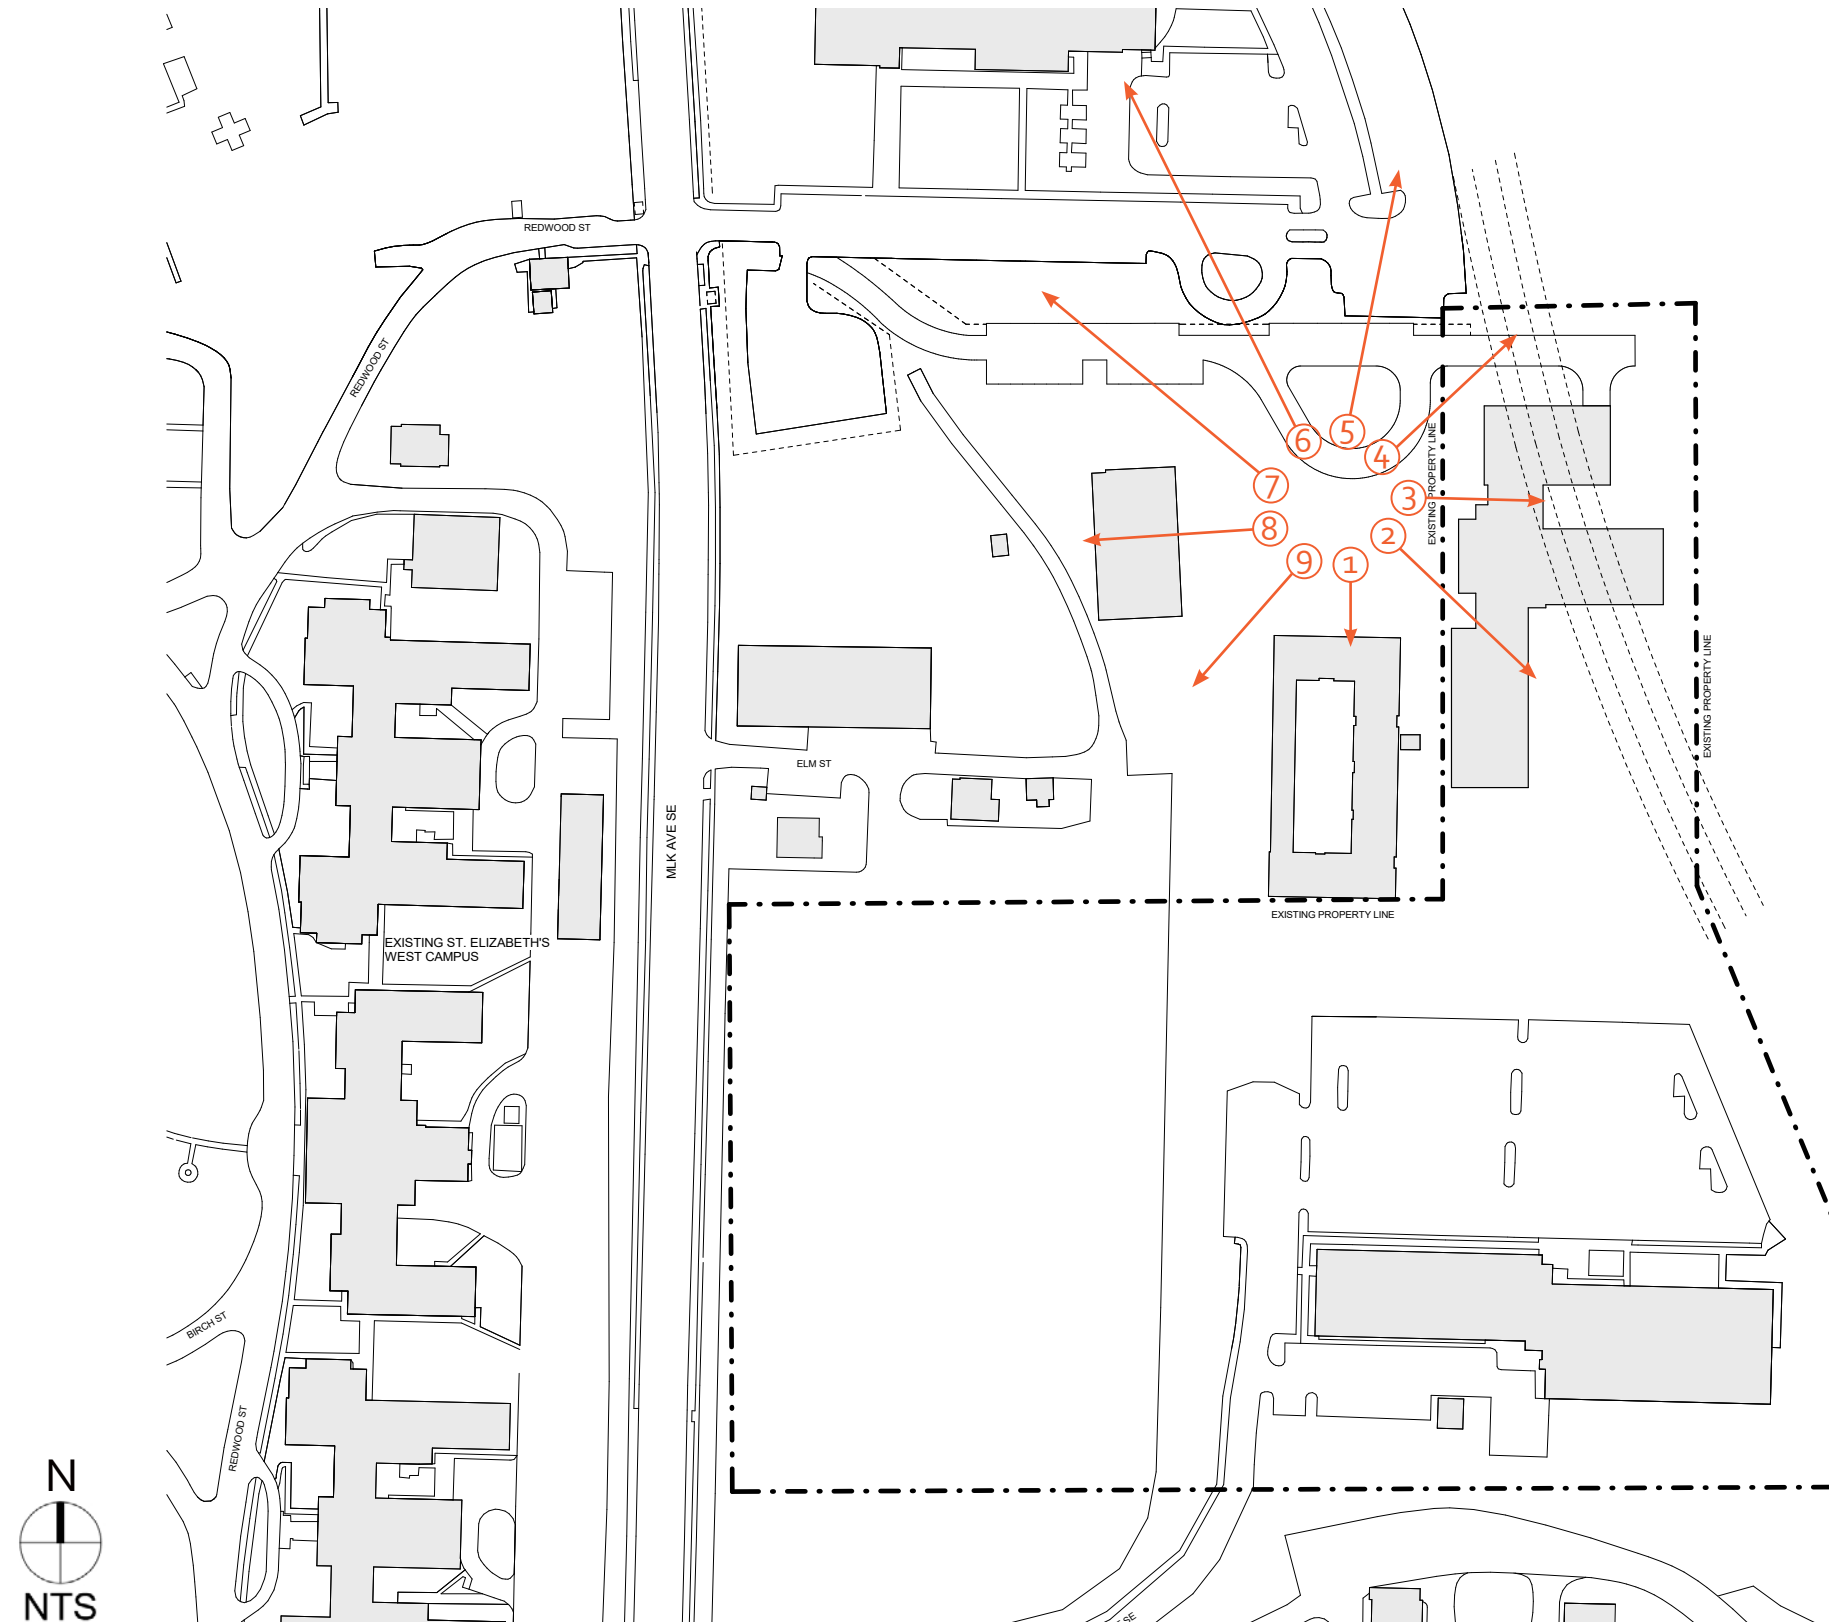 REDWOOD ST
REDWOOD ST
6
5
4
7
3
8
2
9
1
EXISTING PROPERTY LINE
EXISTING PROPERTY LINE
ELM ST
MLK AVE SE
EXISTING PROPERTY LINE
EXISTING ST. ELIZABETH'S
WEST CAMPUS
BIRCH ST
REDWOOD ST
N
NTS
SE